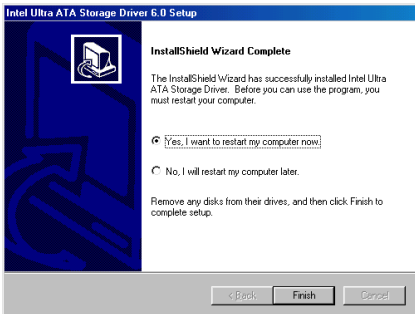 Intel Ultra ATA Storage Driver 6.0 Setup
InstallShield Wizard Complete
The InstallShield Wizard has successfully installed Intel Ultra
ATA Storage Driver. Before you can use the program, you
must restart your computer.
Yes, I want to restart my computer now.
No, I will restart my computer later.
Remove any disks from their drives, and then click Finish to
complete setup.
< Back Finish Cancel